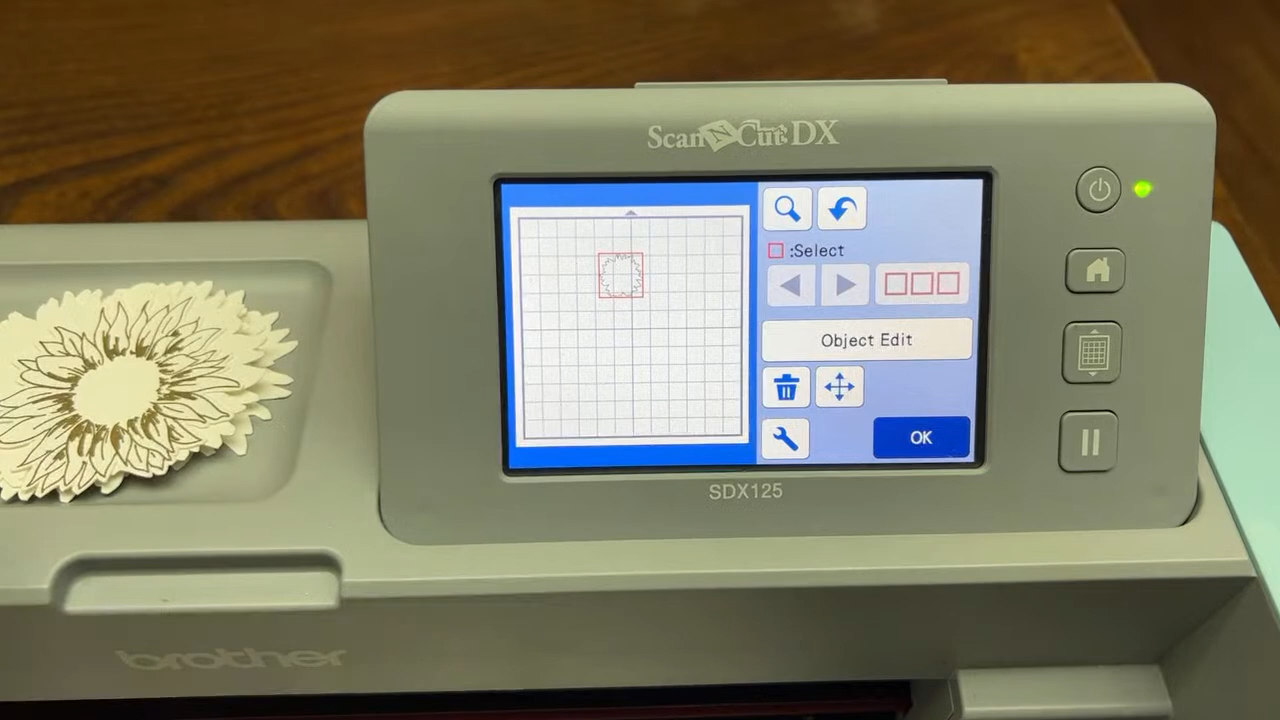 ScanNCut DX
:Select
Object Edit
OK
SDX125
brother